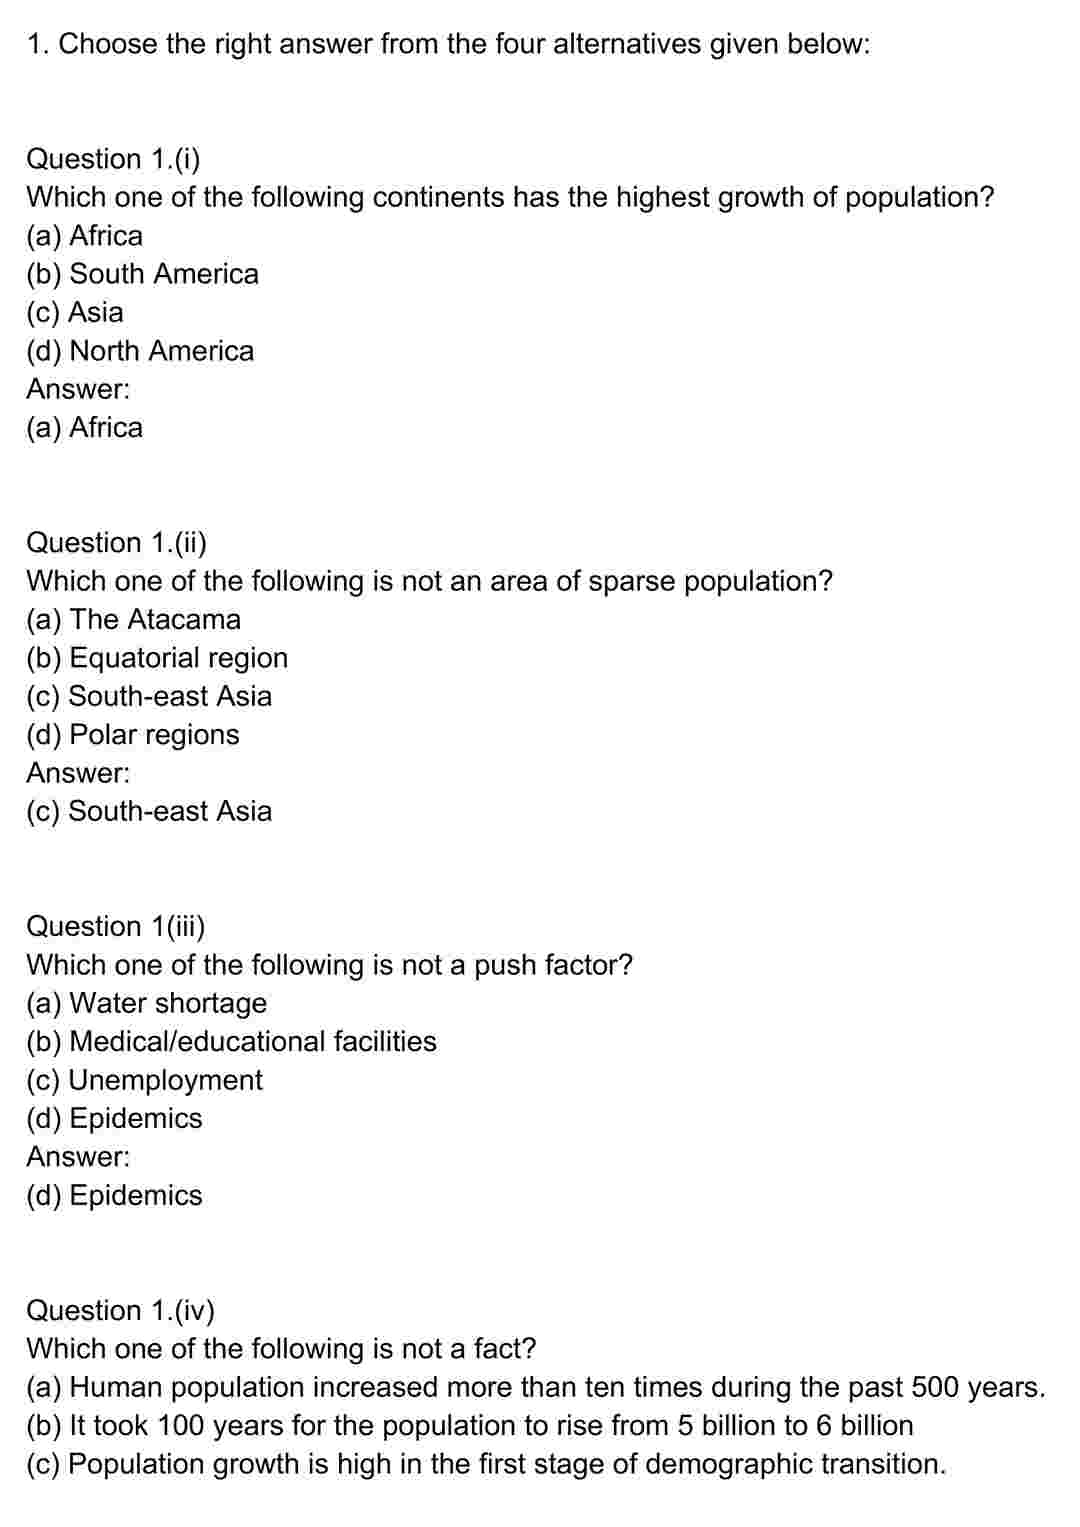 1. Choose the right answer from the four alternatives given below:
Question 1.(i)
Which one of the following continents has the highest growth of population?
(a) Africa
(b) South America
(c) Asia
(d) North America
Answer:
(a) Africa
Question 1.(ii)
Which one of the following is not an area of sparse population?
(a) The Atacama
(b) Equatorial region
(c) South-east Asia
(d) Polar regions
Answer:
(c) South-east Asia
Question 1(iii)
Which one of the following is not a push factor?
(a) Water shortage
(b) Medical/educational facilities
(c) Unemployment
(d) Epidemics
Answer:
(d) Epidemics
Question 1.(iv)
Which one of the following is not a fact?
(a) Human population increased more than ten times during the past 500 years.
(b) It took 100 years for the population to rise from 5 billion to 6 billion
(c) Population growth is high in the first stage of demographic transition.